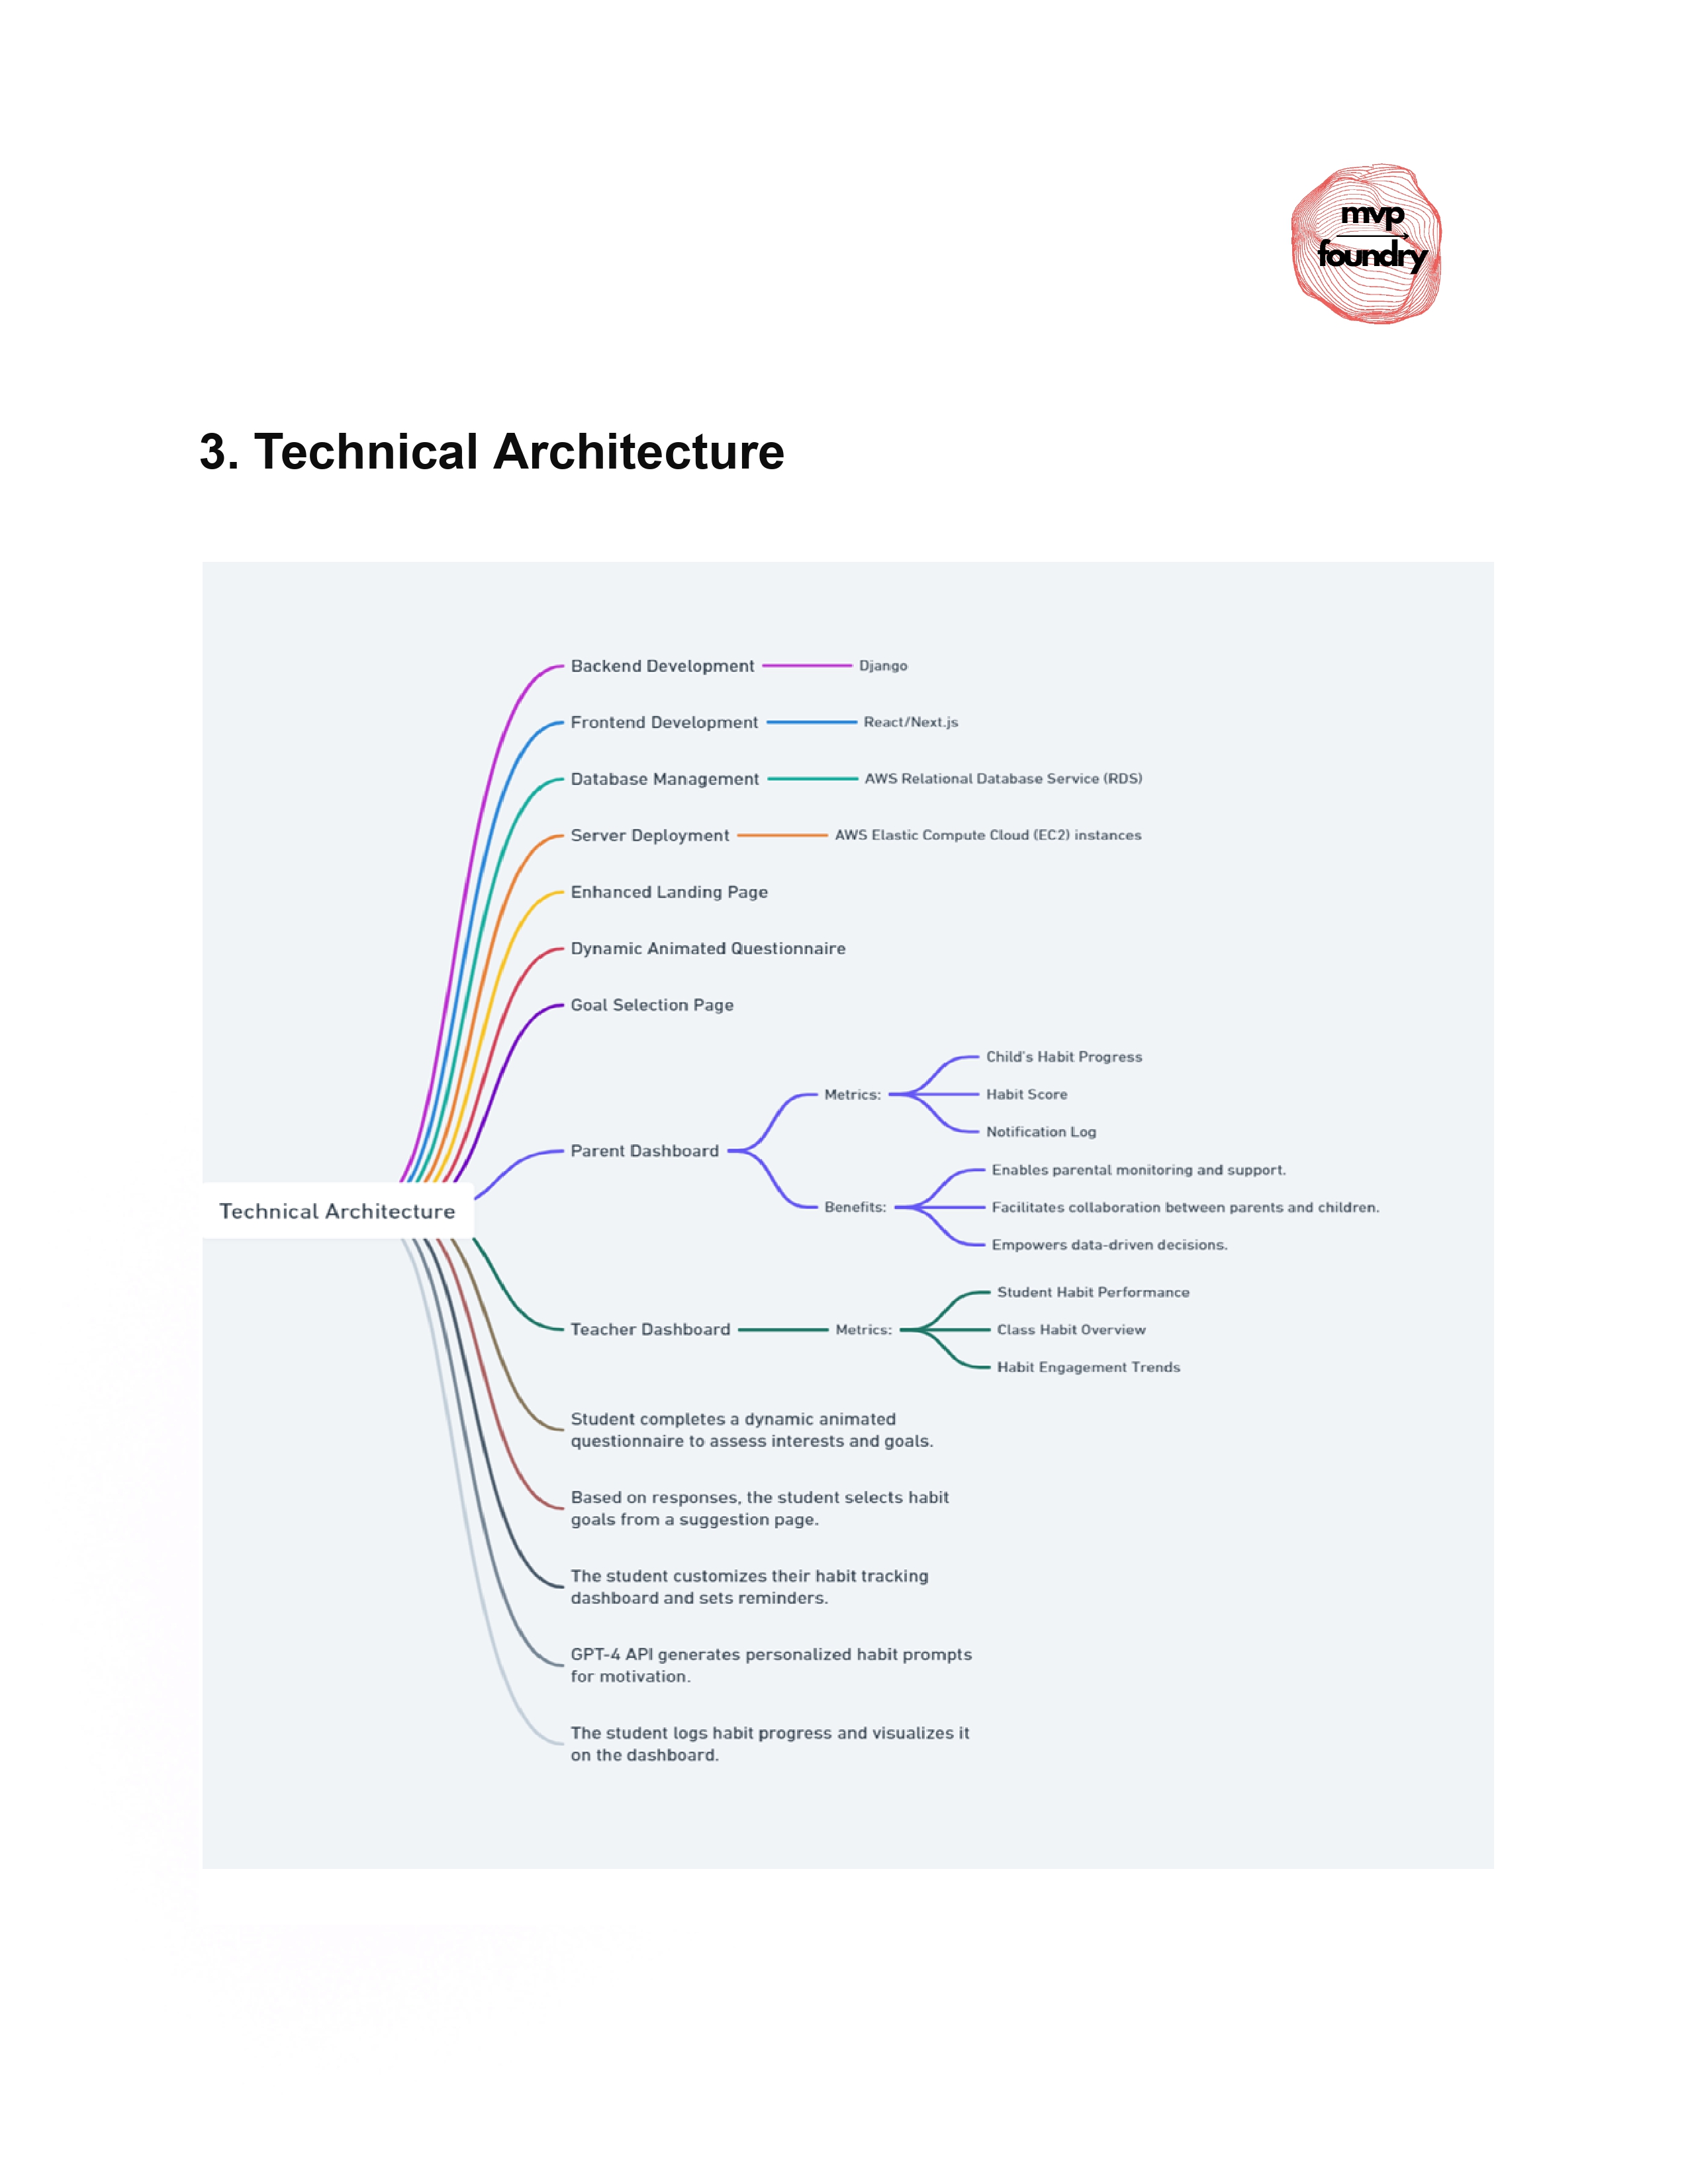 mvp
foundry
3. Technical Architecture
Backend Development
Django
Frontend Development
React/Next.js
Database Management
AWS Relational Database Service (RDS)
Server Deployment
AWS Elastic Compute Cloud (EC2) instances
Enhanced Landing Page
Dynamic Animated Questionnaire
Goal Selection Page
Parent Dashboard
Metrics:
Child's Habit Progress
Habit Score
Notification Log
Benefits:
Enables parental monitoring and support.
Facilitates collaboration between parents and children.
Empowers data-driven decisions.
Technical Architecture
Teacher Dashboard
Metrics:
Student Habit Performance
Class Habit Overview
Habit Engagement Trends
Student completes a dynamic animated
questionnaire to assess interests and goals.
Based on responses, the student selects habit
goals from a suggestion page.
The student customizes their habit tracking
dashboard and sets reminders.
GPT-4 API generates personalized habit prompts
for motivation.
The student logs habit progress and visualizes it
on the dashboard.